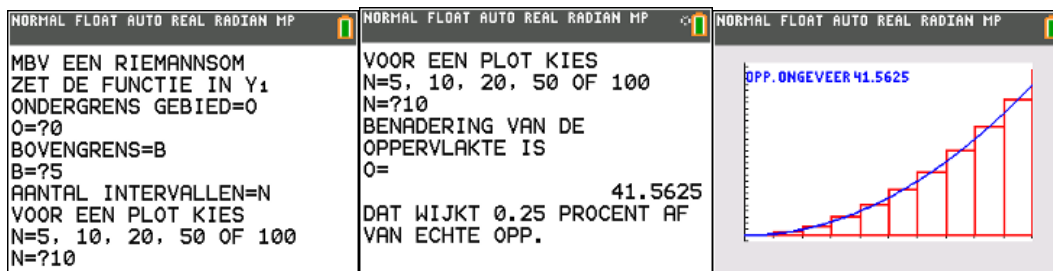 NORMAL FLOAT AUTO REAL RADIAN MP
MBV EEN RIEMANNSOM
ZET DE FUNCTIE IN Y₁
ONDERGRENS GEBIED=O
O=?0
BOVENGRENS=B
B=?5
AANTAL INTERVALLEN=N
VOOR EEN PLOT KIES
N=5, 10, 20, 50 OF 100
N=?10
NORMAL FLOAT AUTO REAL RADIAN MP
VOOR EEN PLOT KIES
N=5, 10, 20, 50 OF 100
N=?10
BENADERING VAN DE
OPPERVLAKTE IS
O=
41.5625
DAT WIJKT 0.25 PROCENT AF
VAN ECHTE OPP.
NORMAL FLOAT AUTO REAL RADIAN MP
OPP. ONGEVEER 41.5625